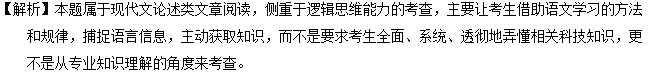 【解析】本题属于现代文论述类文章阅读，侧重于逻辑思维能力的考查，主要让考生借助语文学习的方法
和规律，捕捉语言信息，主动获取知识，而不是要求考生全面、系统、透彻地弄懂相关科技知识，更
不是从专业知识理解的角度来考查。